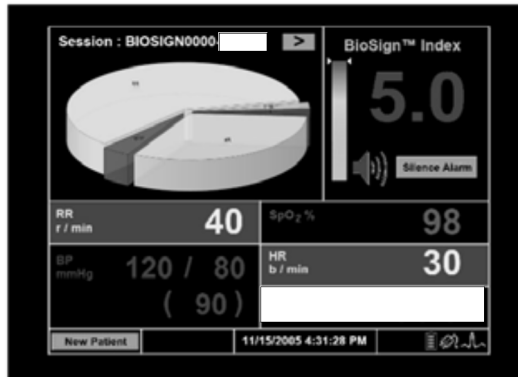 Session : BIOSIGN0000-
>
BioSign™ Index
5.0
Silence Alarm
RR
r / min
40
SpO2 %
98
BP
mmHg
120 / 80
( 90 )
HR
b / min
30
New Patient
11/15/2005 4:31:28 PM